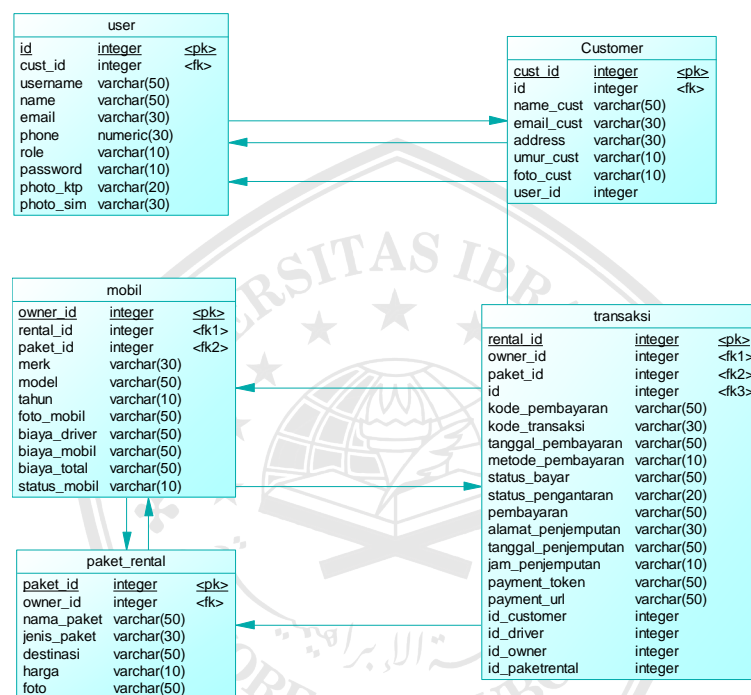 user
id integer <pk>
cust_id integer <fk>
username varchar(50)
name varchar(50)
email varchar(30)
phone numeric(30)
role varchar(10)
password varchar(10)
photo_ktp varchar(20)
photo_sim varchar(30)
Customer
cust_id integer <pk>
id integer <fk>
name_cust varchar(50)
email_cust varchar(30)
address varchar(30)
umur_cust varchar(10)
foto_cust varchar(10)
user_id integer
mobil
owner_id integer <pk>
rental_id integer <fk1>
paket_id integer <fk2>
merk varchar(30)
model varchar(50)
tahun varchar(10)
foto_mobil varchar(50)
biaya_driver varchar(50)
biaya_mobil varchar(50)
biaya_total varchar(50)
status_mobil varchar(10)
transaksi
rental_id integer <pk>
owner_id integer <fk1>
paket_id integer <fk2>
id integer <fk3>
kode_pembayaran varchar(50)
kode_transaksi varchar(30)
tanggal_pembayaran varchar(50)
metode_pembayaran varchar(10)
status_bayar varchar(50)
status_pengantaran varchar(20)
pembayaran varchar(50)
alamat_penjemputan varchar(30)
tanggal_penjemputan varchar(50)
jam_penjemputan varchar(10)
payment_token varchar(50)
payment_url varchar(50)
id_customer integer
id_driver integer
id_owner integer
id_paketrental integer
paket_rental
paket_id integer <pk>
owner_id integer <fk>
nama_paket varchar(50)
jenis_paket varchar(30)
destinasi varchar(50)
harga varchar(10)
foto varchar(50)